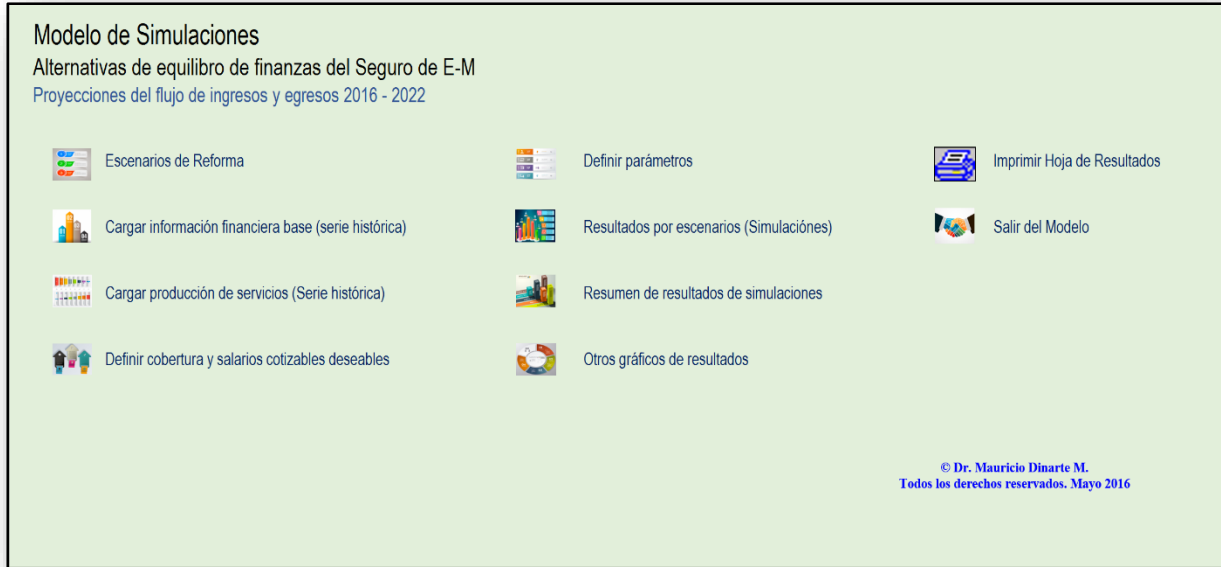 Modelo de Simulaciones
Alternativas de equilibro de finanzas del Seguro de E-M
Proyecciones del flujo de ingresos y egresos 2016 - 2022
Escenarios de Reforma
Cargar información financiera base (serie histórica)
Cargar producción de servicios (Serie histórica)
Definir cobertura y salarios cotizables deseables
Definir parámetros
Resultados por escenarios (Simulaciónes)
Resumen de resultados de simulaciones
Otros gráficos de resultados
Imprimir Hoja de Resultados
Salir del Modelo
© Dr. Mauricio Dinarte M.
Todos los derechos reservados. Mayo 2016